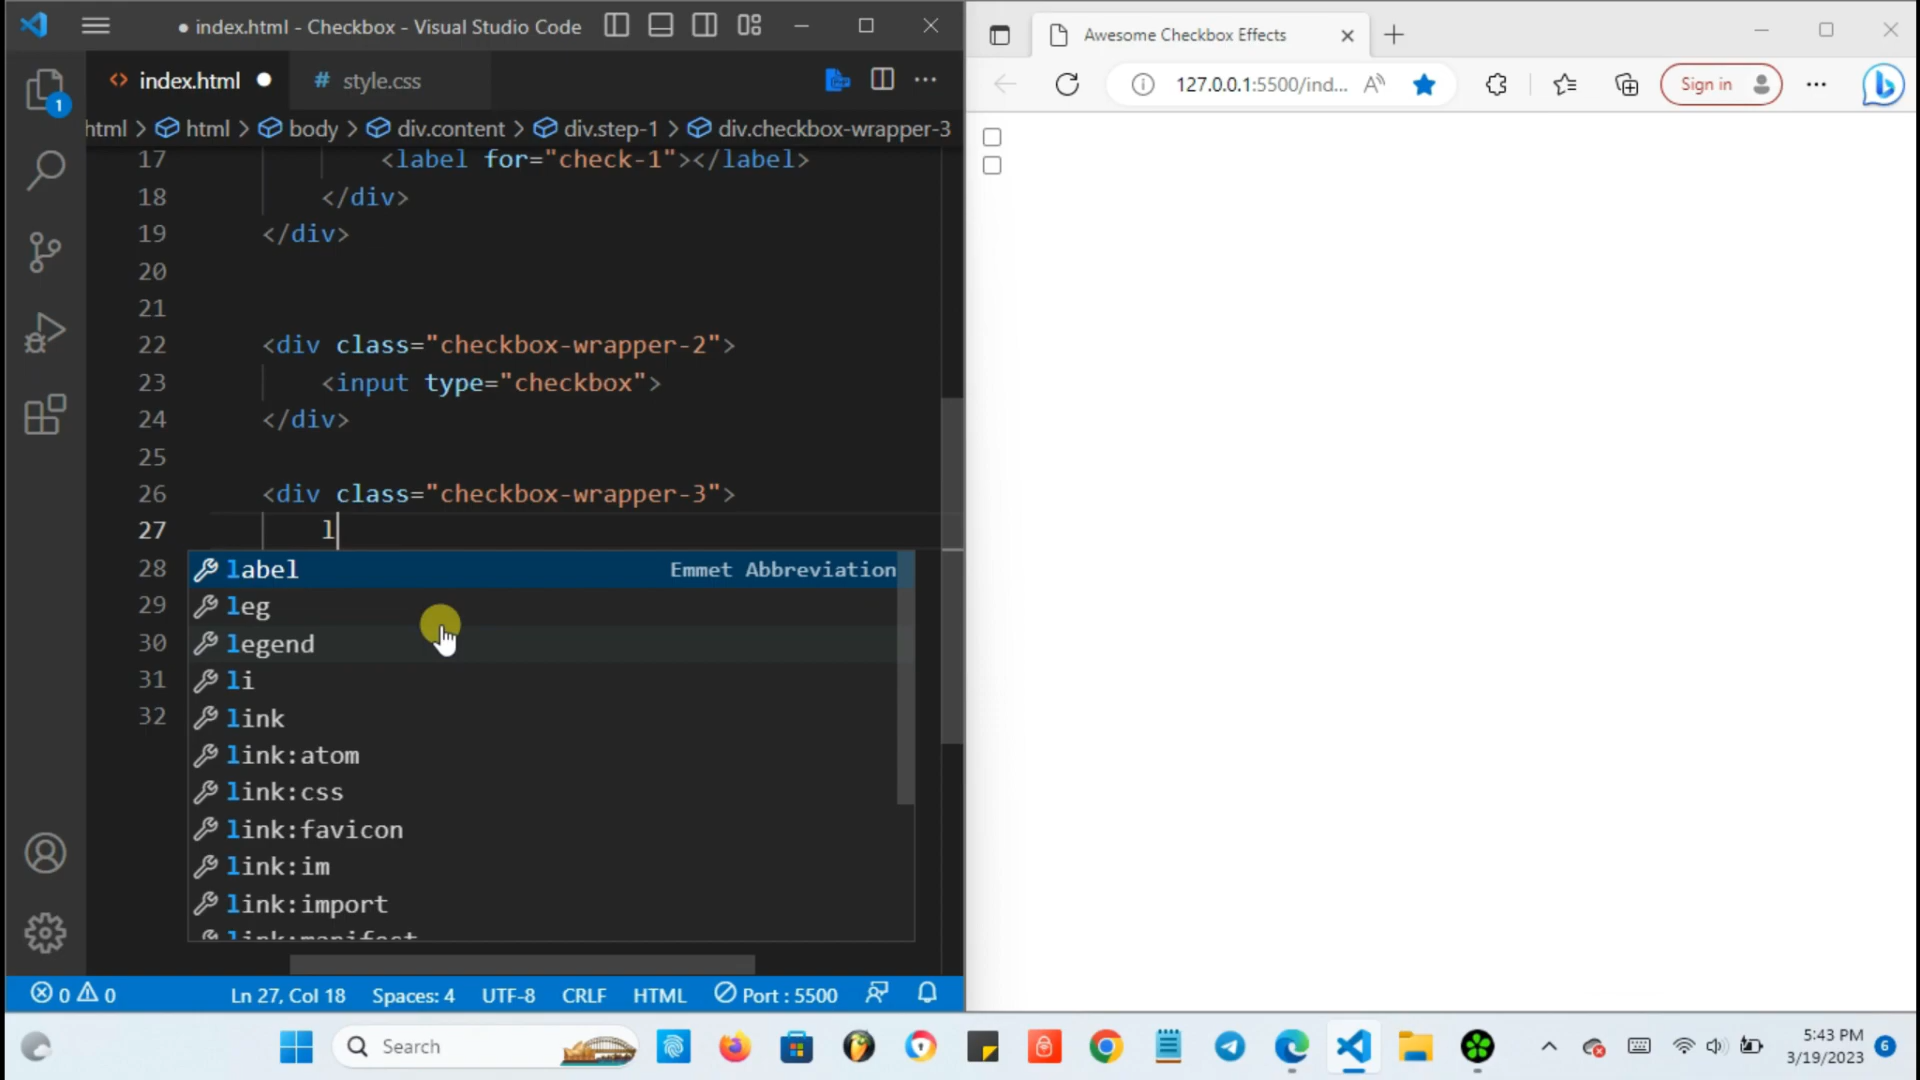 index.html - Checkbox - Visual Studio Code
index.html
# style.css
html > html > body > div.content > div.step-1 > div.checkbox-wrapper-3
17 <label for="check-1"></label>
18 </div>
19 </div>
20
21
22 <div class="checkbox-wrapper-2">
23 <input type="checkbox">
24 </div>
25
26 <div class="checkbox-wrapper-3">
27 l
28
29
30
31
32
label Emmet Abbreviation
leg
legend
li
link
link:atom
link:css
link:favicon
link:im
link:import
link:manifest
1
0 0
Ln 27, Col 18
Spaces: 4
UTF-8
CRLF
HTML
Port : 5500
Awesome Checkbox Effects
127.0.0.1:5500/ind...
Sign in
Search
5:43 PM
3/19/2023
6